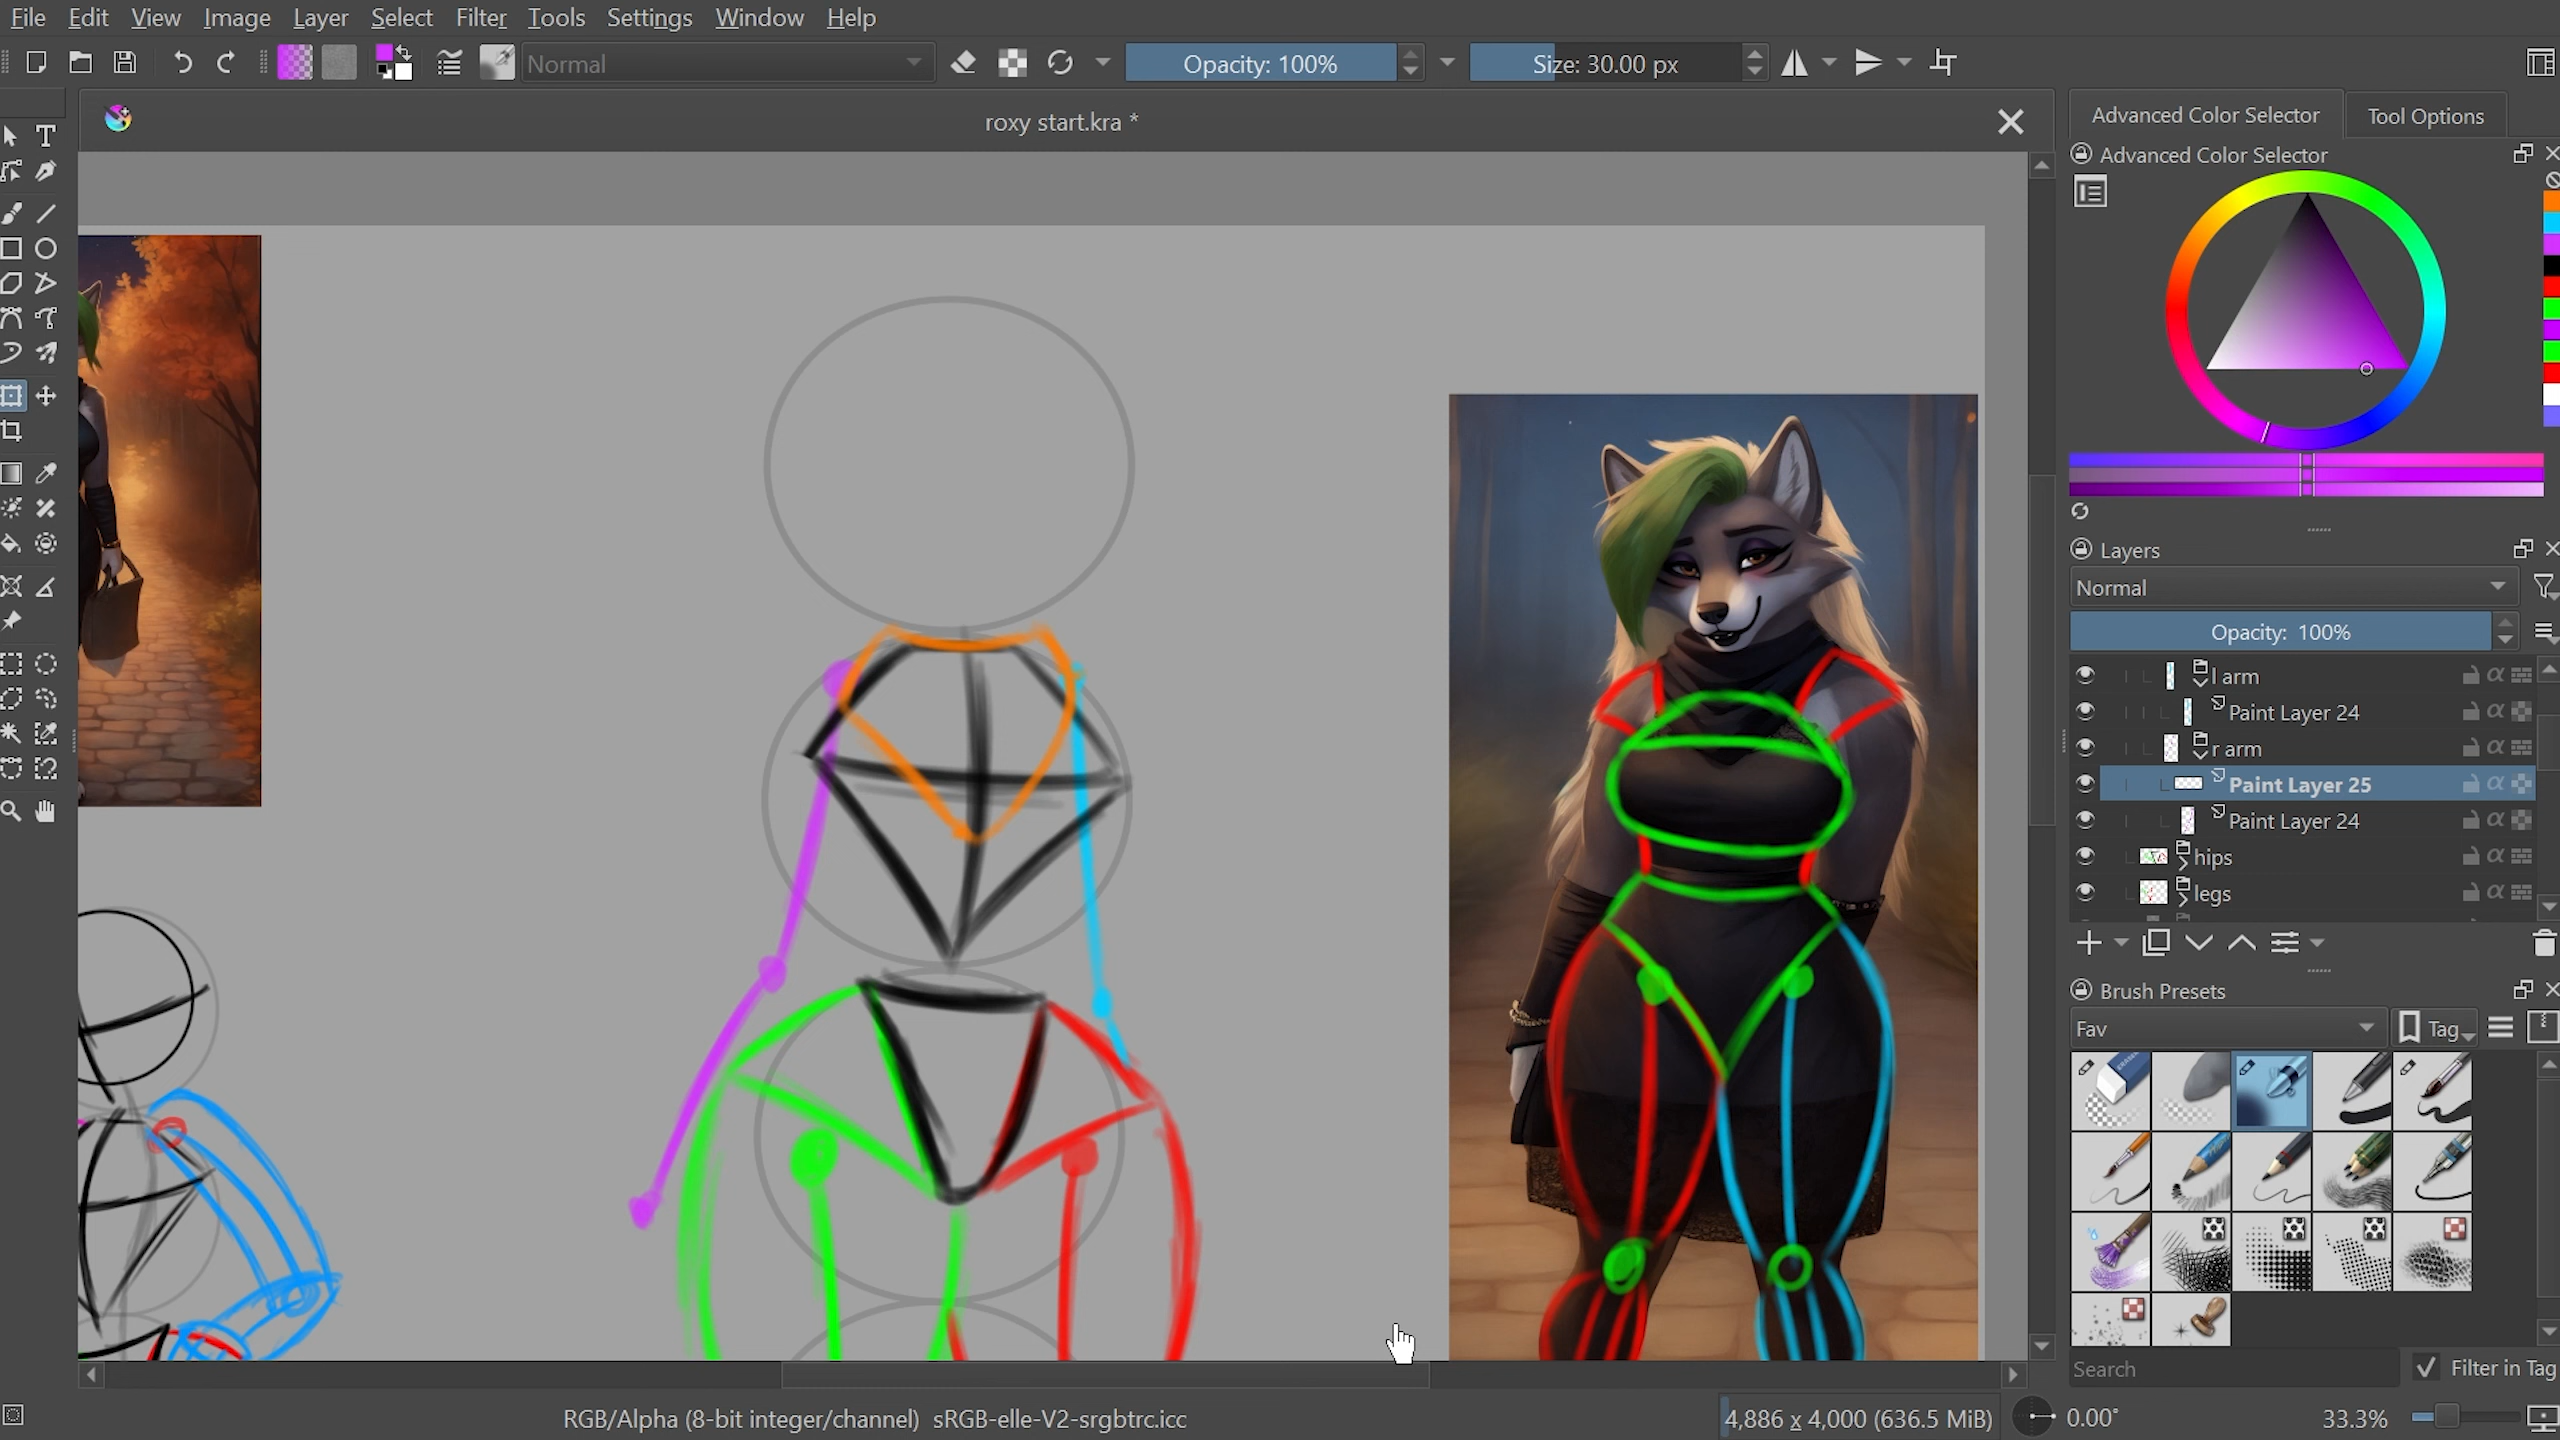 File Edit View Image Layer Select Filter Tools Settings Window Help
Normal Opacity: 100% Size: 30.00 px
roxy start.kra *
Advanced Color Selector Tool Options
Advanced Color Selector
Layers
Normal
Opacity: 100%
l arm
Paint Layer 24
r arm
Paint Layer 25
Paint Layer 24
hips
legs
Brush Presets
Fav Tag
Search Filter in Tag
RGB/Alpha (8-bit integer/channel) sRGB-elle-V2-srgbtrc.icc 4,886 x 4,000 (636.5 MiB) 0.00° 33.3%